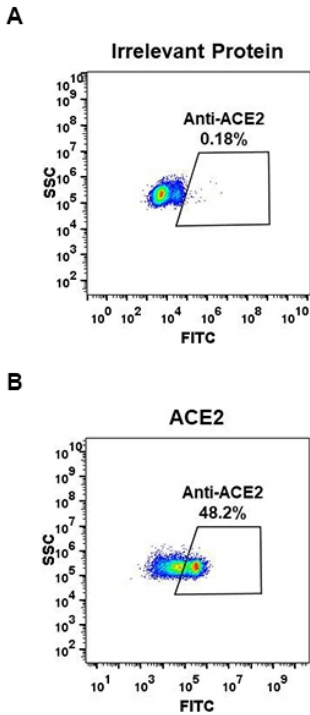 A
Irrelevant Protein
Anti-ACE2
0.18%
SSC
10^10
10^9
10^8
10^7
10^6
10^5
10^4
10^3
10^2
10^0 10^2 10^4 10^6 10^8 10^10
FITC
B
ACE2
Anti-ACE2
48.2%
SSC
10^10
10^9
10^8
10^7
10^6
10^5
10^4
10^3
10^2
10^1 10^3 10^5 10^7 10^9
FITC